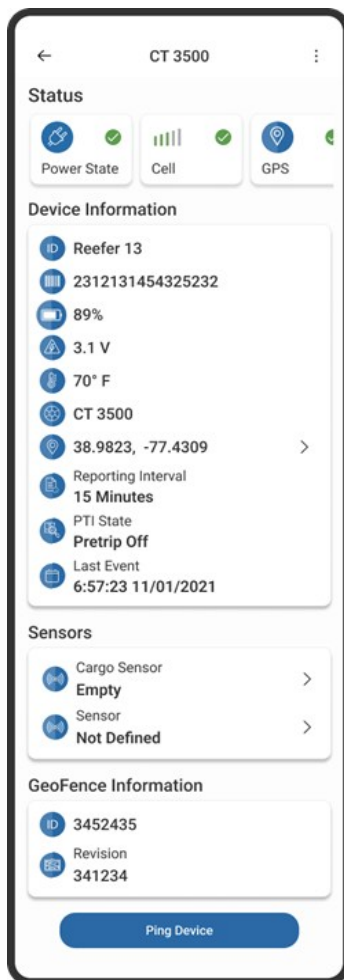 CT 3500
Status
Power State
Cell
GPS
Device Information
ID Reefer 13
2312131454325232
89%
3.1 V
70° F
CT 3500
38.9823, -77.4309
Reporting Interval
15 Minutes
PTI State
Pretrip Off
Last Event
6:57:23 11/01/2021
Sensors
Cargo Sensor
Empty
Sensor
Not Defined
GeoFence Information
ID 3452435
Revision
341234
Ping Device